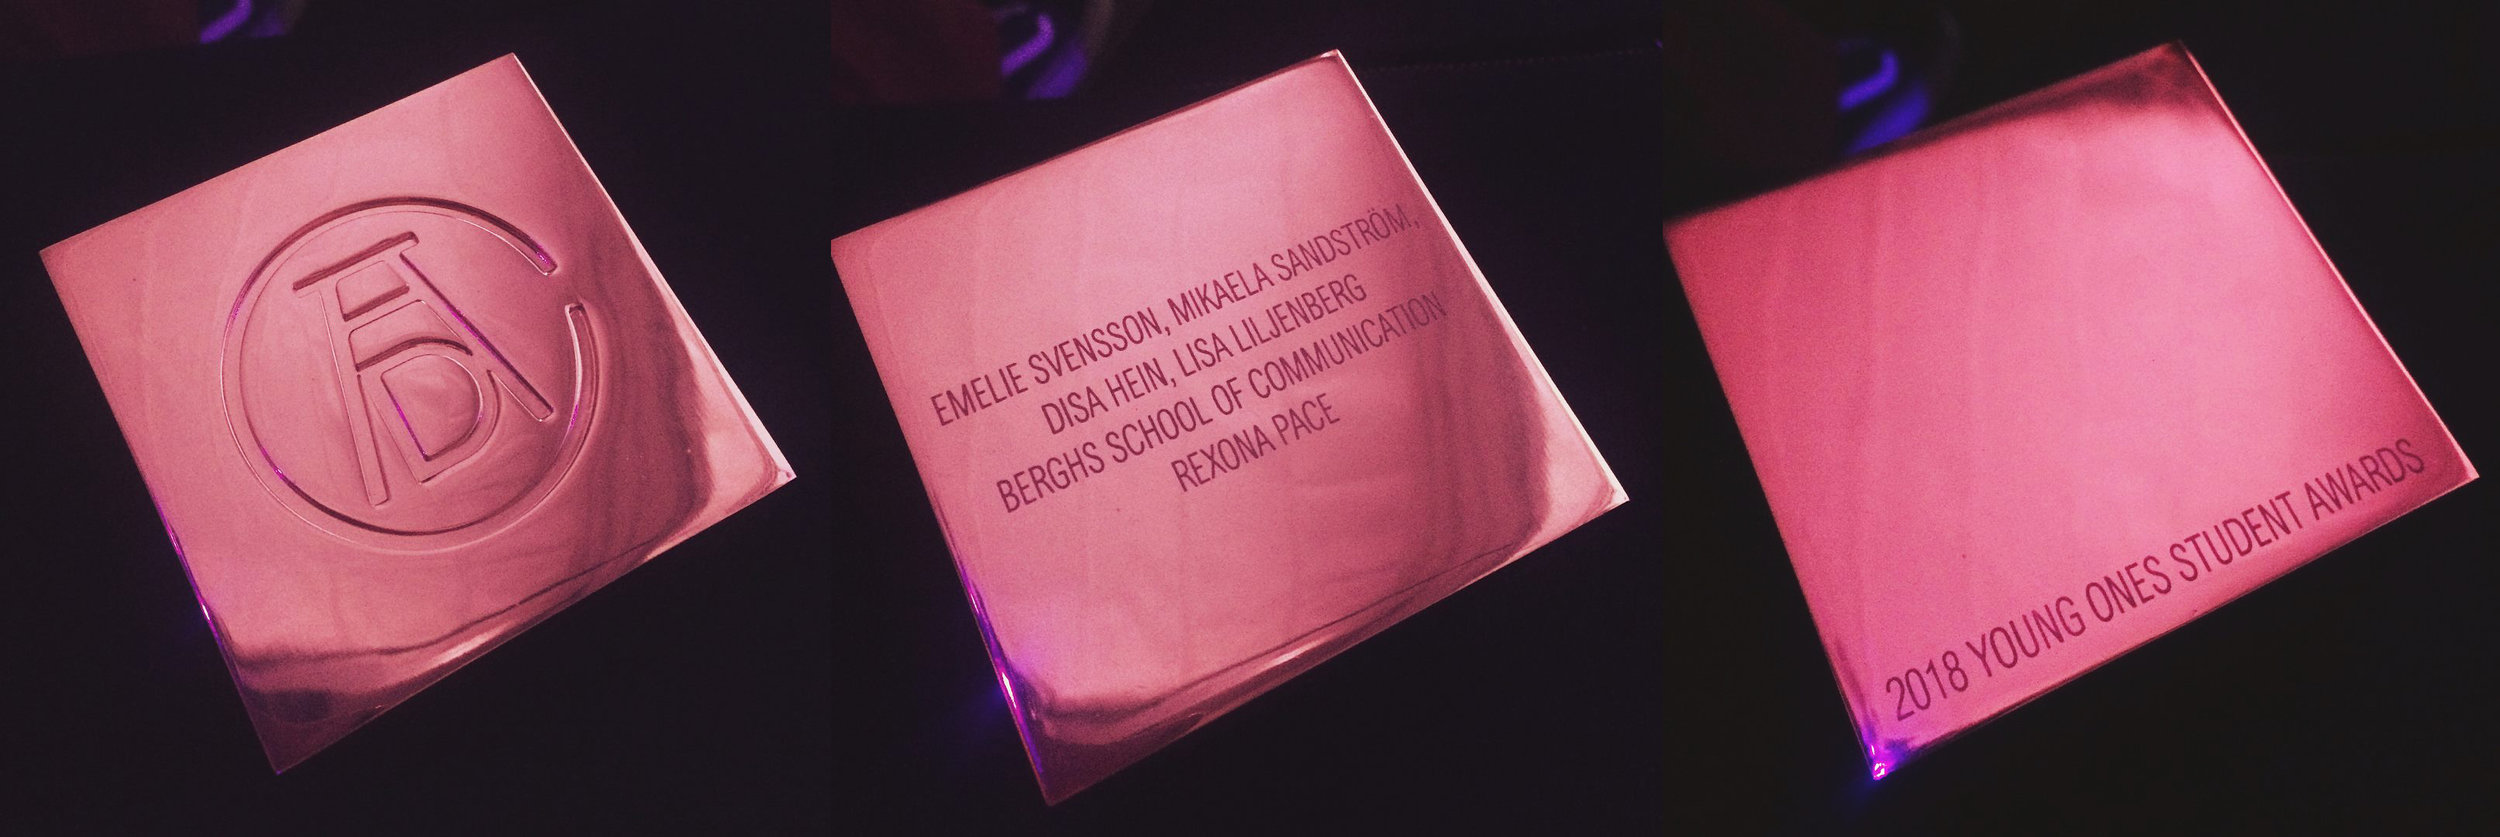 EMELIE SVENSSON, MIKAELA SANDSTRÖM,
DISA HEIN, LISA LILJENBERG
BERGHS SCHOOL OF COMMUNICATION
REXONA PACE
2018 YOUNG ONES STUDENT AWARDS